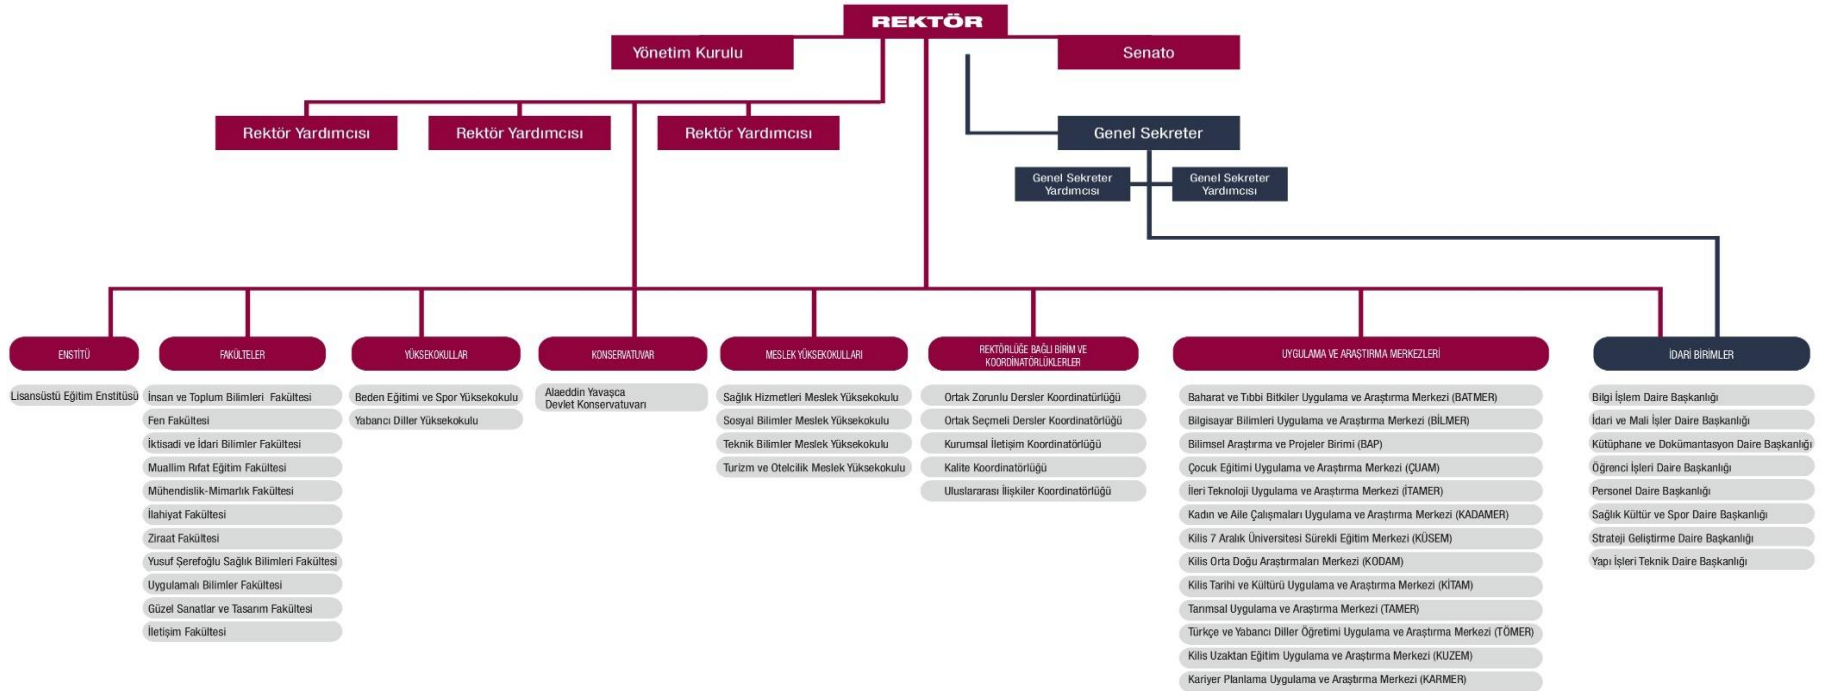 REKTÖR
Yönetim Kurulu
Senato
Rektör Yardımcısı
Rektör Yardımcısı
Rektör Yardımcısı
Genel Sekreter
Genel Sekreter
Yardımcısı
Genel Sekreter
Yardımcısı
ENSTİTÜ
Lisansüstü Eğitim Enstitüsü
FAKÜLTELER
İnsan ve Toplum Bilimleri Fakültesi
Fen Fakültesi
İktisadi ve İdari Bilimler Fakültesi
Muallim Rıfat Eğitim Fakültesi
Mühendislik-Mimarlık Fakültesi
İlahiyat Fakültesi
Ziraat Fakültesi
Yusuf Şerefoğlu Sağlık Bilimleri Fakültesi
Uygulamalı Bilimler Fakültesi
Güzel Sanatlar ve Tasarım Fakültesi
İletişim Fakültesi
YÜKSEKOKULLAR
Beden Eğitimi ve Spor Yüksekokulu
Yabancı Diller Yüksekokulu
KONSERVATUVAR
Alaeddin Yavaşca
Devlet Konservatuvarı
MESLEK YÜKSEKOKULLARI
Sağlık Hizmetleri Meslek Yüksekokulu
Sosyal Bilimler Meslek Yüksekokulu
Teknik Bilimler Meslek Yüksekokulu
Turizm ve Otelcilik Meslek Yüksekokulu
REKTÖRLÜĞE BAĞLI BİRİM VE
KOORDİNATÖRLÜKLERLER
Ortak Zorunlu Dersler Koordinatürlüğü
Ortak Seçmeli Dersler Koordinatörlüğü
Kurumsal İletişim Koordinatörlüğü
Kalite Koordinatörlüğü
Uluslararası İlişkiler Koordinatörlüğü
UYGULAMA VE ARAŞTIRMA MERKEZLERİ
Baharat ve Tıbbi Bitkiler Uygulama ve Araştırma Merkezi (BATMER)
Bilgisayar Bilimleri Uygulama ve Araştırma Merkezi (BİLMER)
Bilimsel Araştırma ve Projeler Birimi (BAP)
Çocuk Eğitimi Uygulama ve Araştırma Merkezi (ÇUAM)
İleri Teknoloji Uygulama ve Araştırma Merkezi (İTAMER)
Kadın ve Aile Çalışmaları Uygulama ve Araştırma Merkezi (KADAMER)
Kilis 7 Aralık Üniversitesi Sürekli Eğitim Merkezi (KÜSEM)
Kilis Orta Doğu Araştırmaları Merkezi (KODAM)
Kilis Tarihi ve Kültürü Uygulama ve Araştırma Merkezi (KİTAM)
Tarımsal Uygulama ve Araştırma Merkezi (TAMER)
Türkçe ve Yabancı Diller Öğretimi Uygulama ve Araştırma Merkezi (TÖMER)
Kilis Uzaktan Eğitim Uygulama ve Araştırma Merkezi (KUZEM)
Kariyer Planlama Uygulama ve Araştırma Merkezi (KARMER)
İDARİ BİRİMLER
Bilgi İşlem Daire Başkanlığı
İdari ve Mali İşler Daire Başkanlığı
Kütüphane ve Dokümantasyon Daire Başkanlığı
Öğrenci İşleri Daire Başkanlığı
Personel Daire Başkanlığı
Sağlık Kültür ve Spor Daire Başkanlığı
Strateji Geliştirme Daire Başkanlığı
Yapı İşleri Teknik Daire Başkanlığı